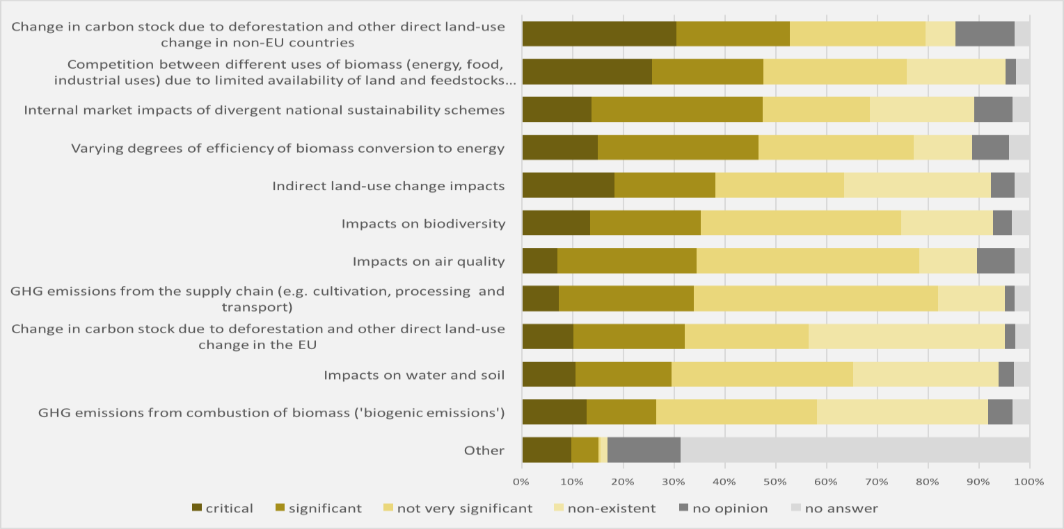 Change in carbon stock due to deforestation and other direct land-use
change in non-EU countries
Competition between different uses of biomass (energy, food,
industrial uses) due to limited availability of land and feedstocks...
Internal market impacts of divergent national sustainability schemes
Varying degrees of efficiency of biomass conversion to energy
Indirect land-use change impacts
Impacts on biodiversity
Impacts on air quality
GHG emissions from the supply chain (e.g. cultivation, processing and
transport)
Change in carbon stock due to deforestation and other direct land-use
change in the EU
Impacts on water and soil
GHG emissions from combustion of biomass ('biogenic emissions')
Other
0% 10% 20% 30% 40% 50% 60% 70% 80% 90% 100%
critical significant not very significant non-existent no opinion no answer